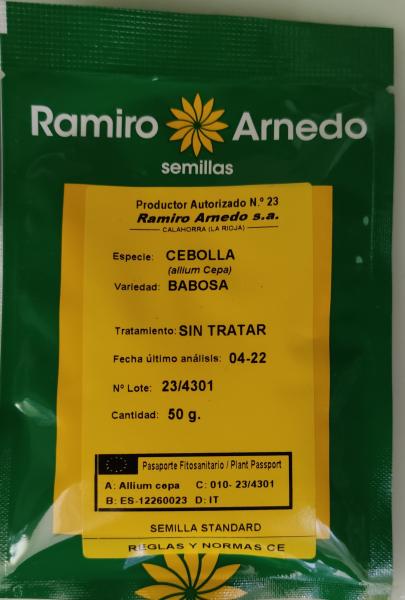 Ramiro Arnedo
semillas
Productor Autorizado N.º 23
Ramiro Arnedo s.a.
CALAHORRA (LA RIOJA)
Especie: CEBOLLA
(allium Cepa)
Variedad: BABOSA
Tratamiento: SIN TRATAR
Fecha último análisis: 04-22
Nº Lote: 23/4301
Cantidad: 50 g.
Pasaporte Fitosanitario / Plant Passport
A: Allium cepa C: 010- 23/4301
B: ES-12260023 D: IT
SEMILLA STANDARD
REGLAS Y NORMAS CE